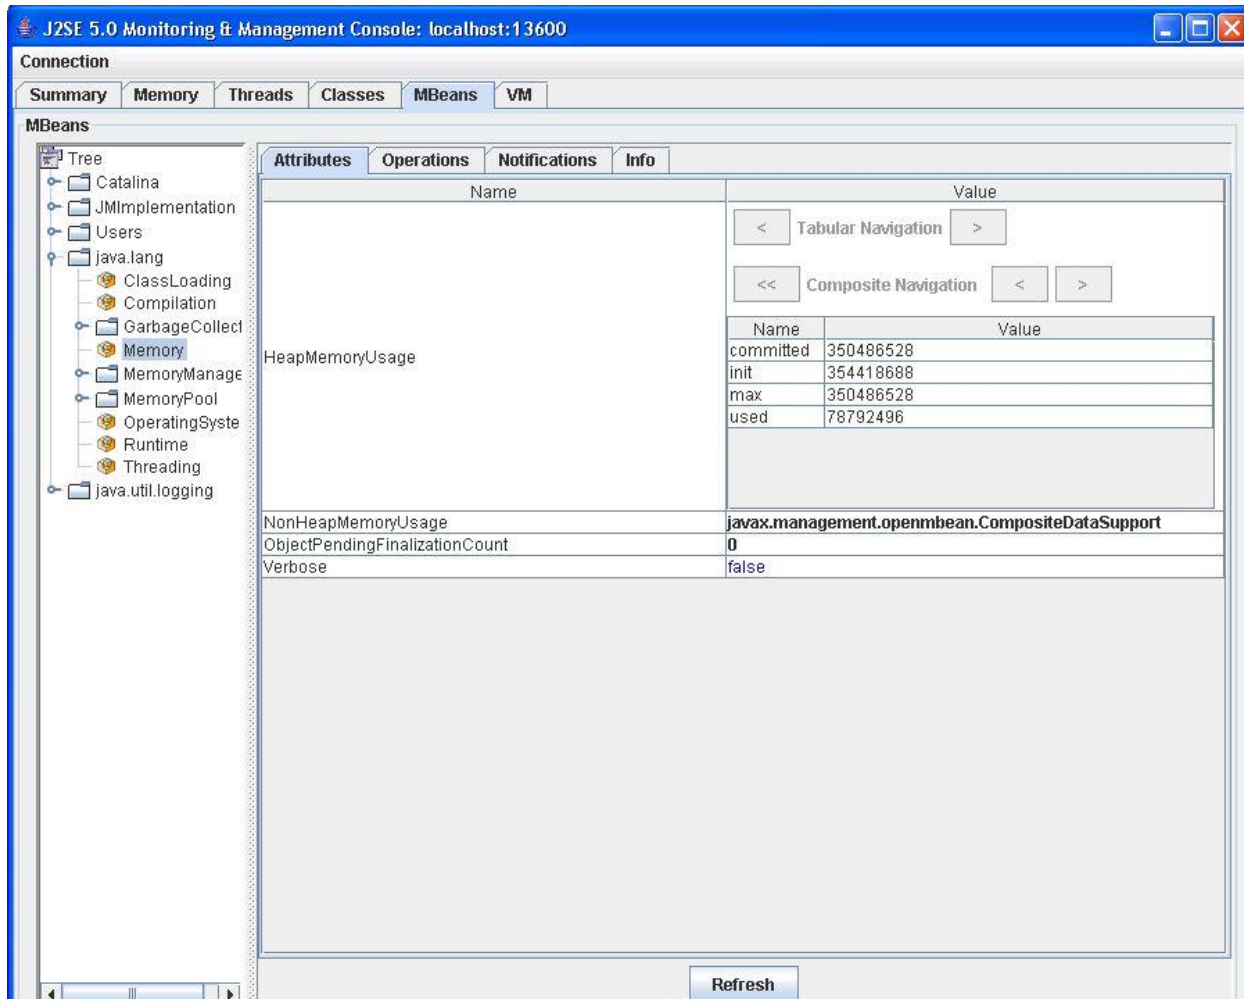 J2SE 5.0 Monitoring & Management Console: localhost:13600
Connection
Summary Memory Threads Classes MBeans VM
MBeans
Tree
Catalina
JMImplementation
Users
java.lang
ClassLoading
Compilation
GarbageCollect
Memory
MemoryManage
MemoryPool
OperatingSyste
Runtime
Threading
java.util.logging
Attributes Operations Notifications Info
Name Value
HeapMemoryUsage
< Tabular Navigation >
<< Composite Navigation < >
Name Value
committed 350486528
init 354418688
max 350486528
used 78792496
NonHeapMemoryUsage javax.management.openmbean.CompositeDataSupport
ObjectPendingFinalizationCount 0
Verbose false
Refresh